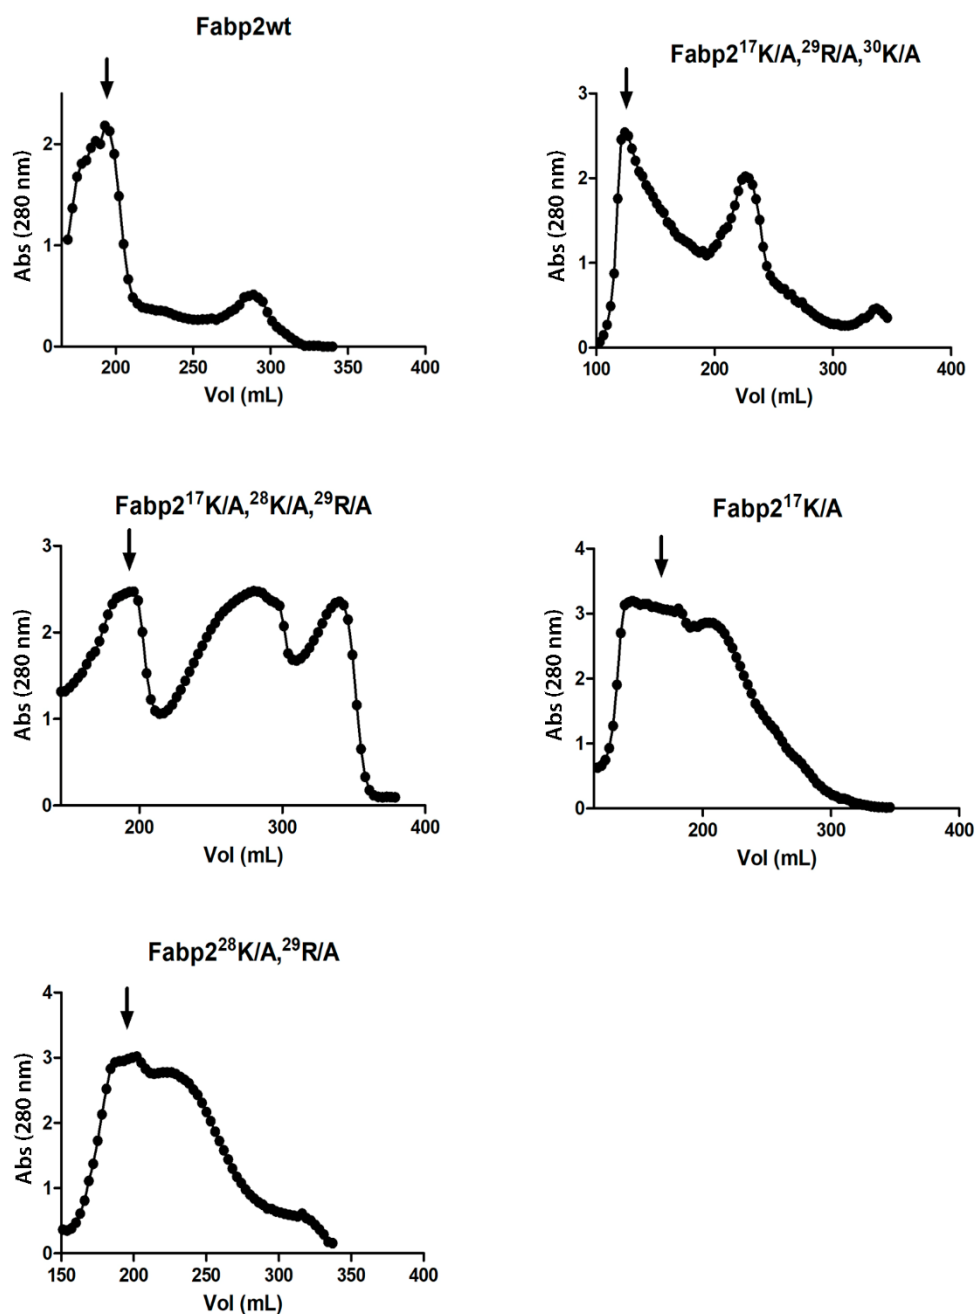 Fabp2wt
Abs (280 nm)
2
1
0
200
250
300
350
400
Vol (mL)
Fabp2¹⁷K/A,²⁹R/A,³⁰K/A
Abs (280 nm)
3
2
1
0
100
200
300
400
Vol (mL)
Fabp2¹⁷K/A,²⁸K/A,²⁹R/A
Abs (280 nm)
3
2
1
0
200
300
400
Vol (mL)
Fabp2¹⁷K/A
Abs (280 nm)
4
3
2
1
0
200
300
400
Vol (mL)
Fabp2²⁸K/A,²⁹R/A
Abs (280 nm)
4
3
2
1
0
150
200
250
300
350
400
Vol (mL)